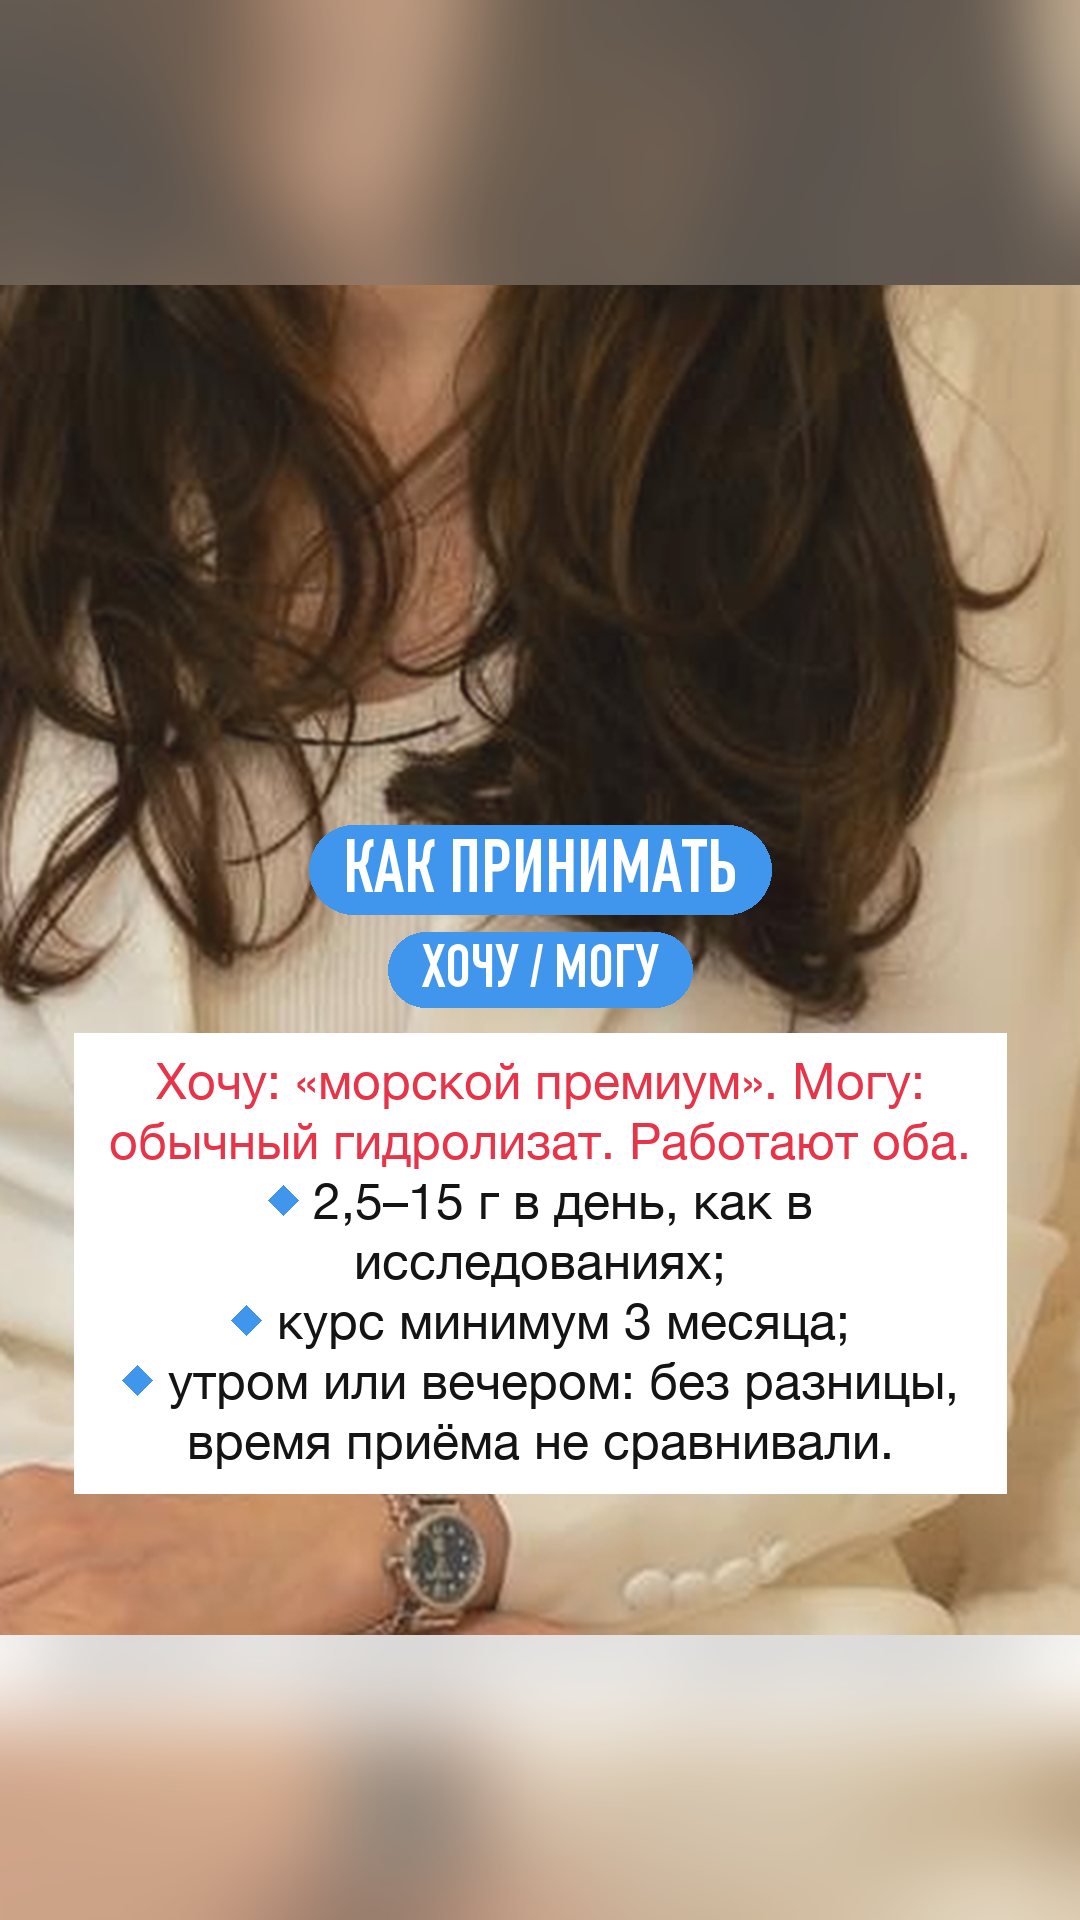 КАК ПРИНИМАТЬ
ХОЧУ / МОГУ
Хочу: «морской премиум». Могу:
обычный гидролизат. Работают оба.
🔷 2,5–15 г в день, как в
исследованиях;
🔷 курс минимум 3 месяца;
🔷 утром или вечером: без разницы,
время приёма не сравнивали.